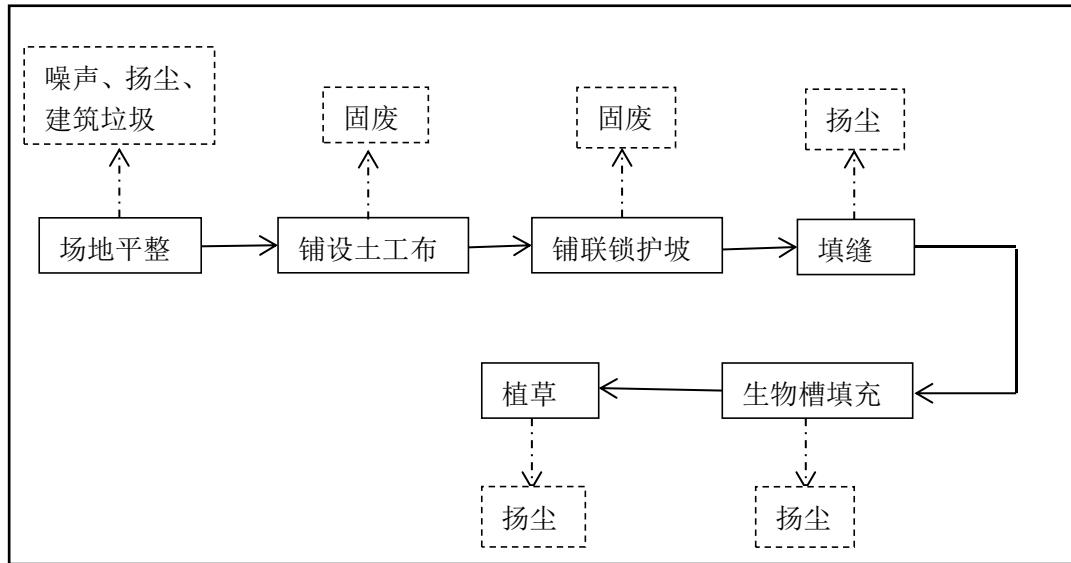 噪声、扬尘、
建筑垃圾
固废
固废
扬尘
场地平整
铺设土工布
铺联锁护坡
填缝
植草
生物槽填充
扬尘
扬尘